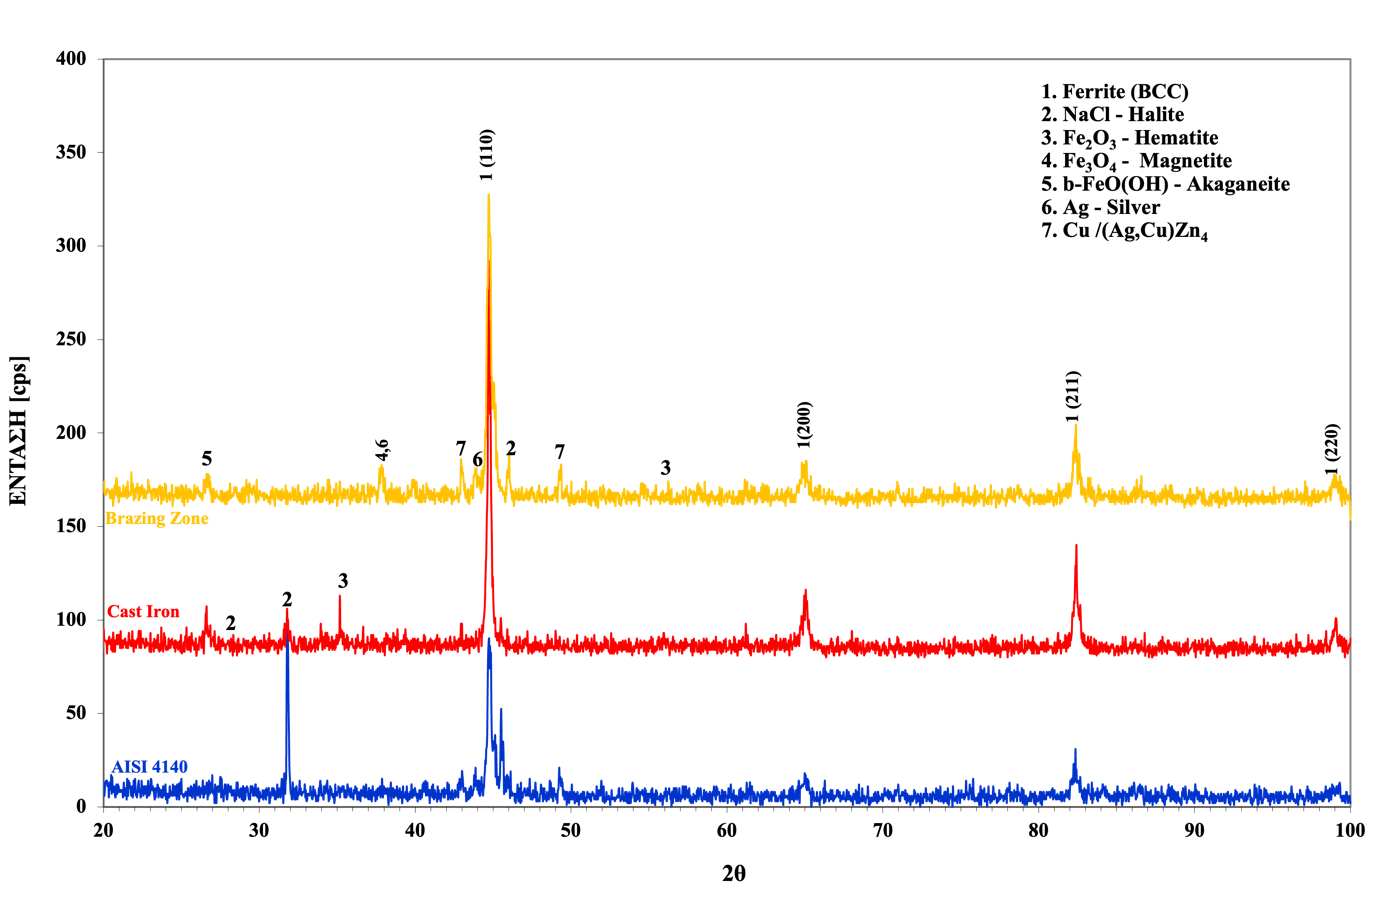 400
350
300
250
200
150
100
50
0
ΕΝΤΑΣΗ [cps]
1. Ferrite (BCC)
2. NaCl - Halite
3. Fe₂O₃ - Hematite
4. Fe₃O₄ - Magnetite
5. b-FeO(OH) - Akaganeite
6. Ag - Silver
7. Cu /(Ag,Cu)Zn₄
1 (110)
1(200)
1 (211)
1 (220)
5
4,6
7
6
2
7
3
Brazing Zone
Cast Iron
2
2
3
AISI 4140
20
30
40
50
60
70
80
90
100
2θ